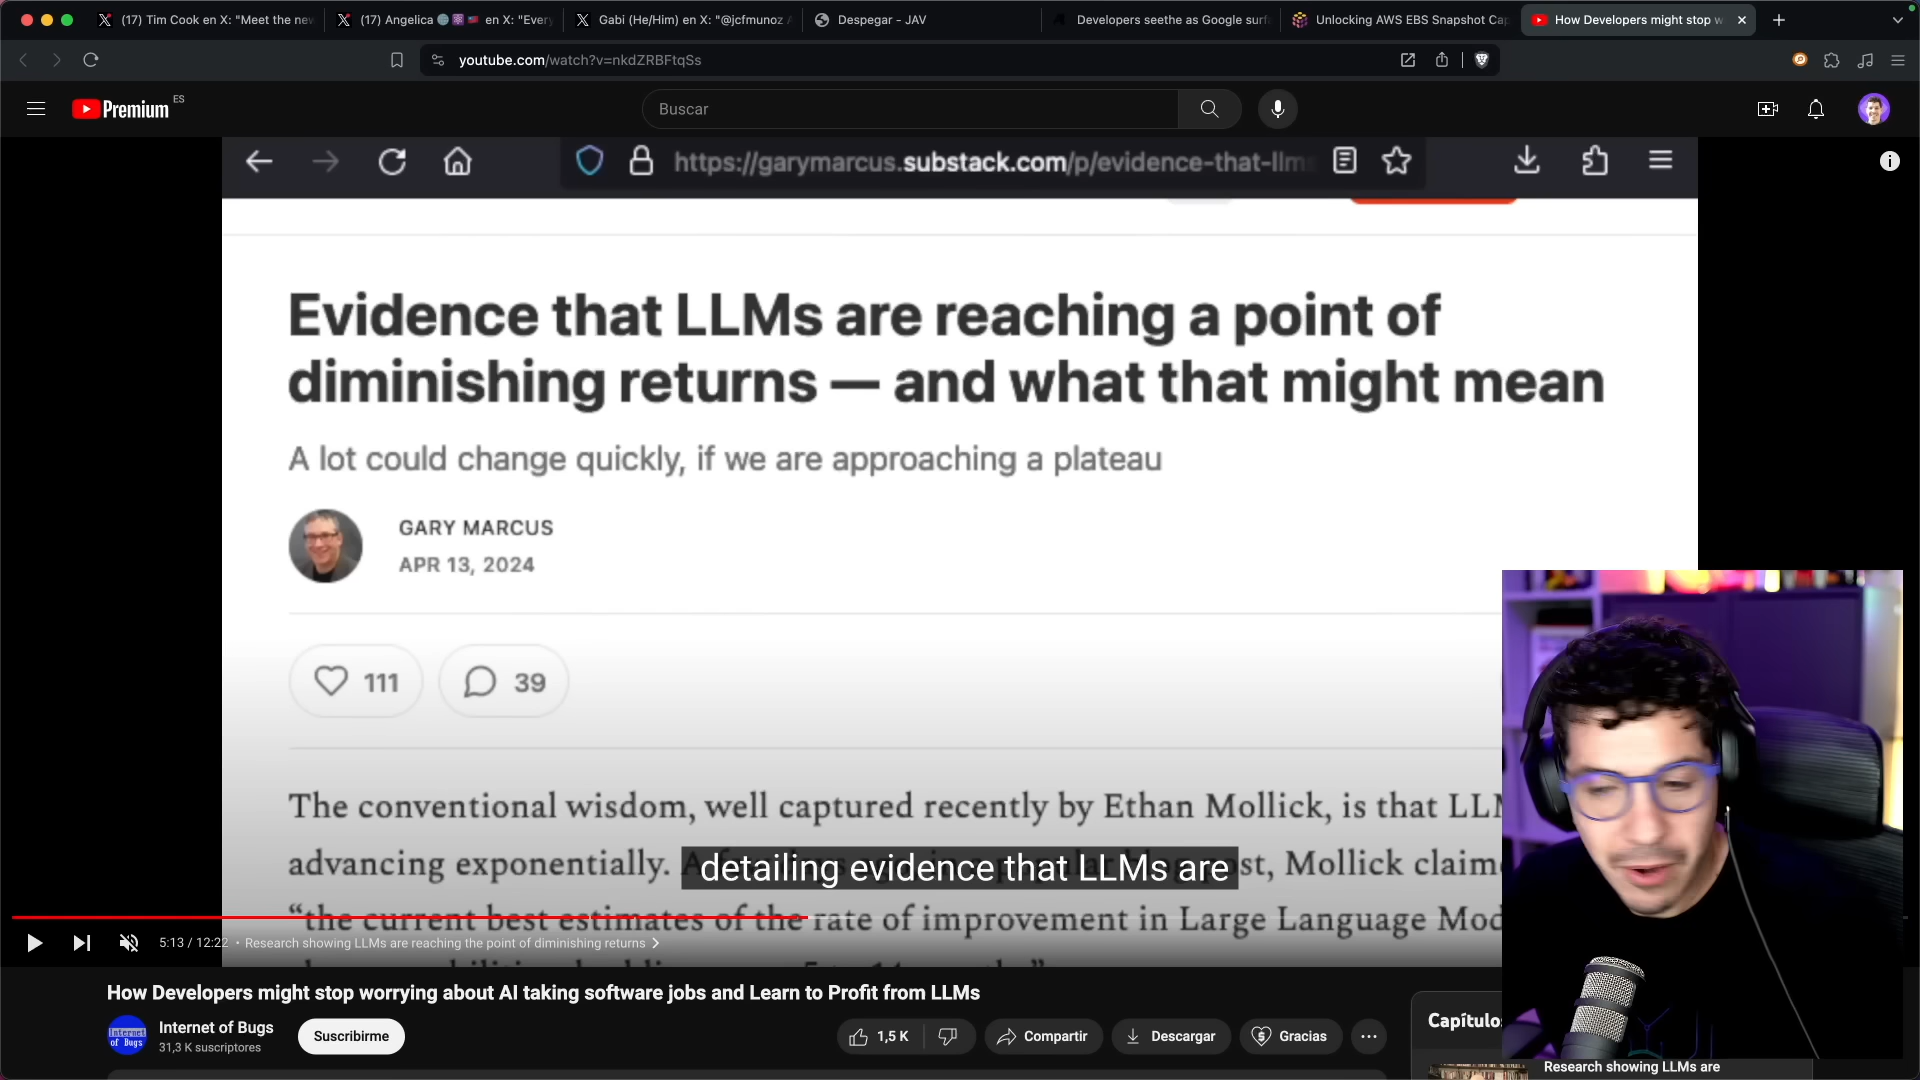 (17) Tim Cook en X: "Meet the new
(17) Angelica en X: "Every
Gabi (He/Him) en X: "@jcfmunoz
Despegar - JAV
Developers seethe as Google surf
Unlocking AWS EBS Snapshot Cap
How Developers might stop w
youtube.com/watch?v=nkdZRBFtqSs
Premium ES
Buscar
https://garymarcus.substack.com/p/evidence-that-llms
Evidence that LLMs are reaching a point of
diminishing returns — and what that might mean
A lot could change quickly, if we are approaching a plateau
GARY MARCUS
APR 13, 2024
111
39
The conventional wisdom, well captured recently by Ethan Mollick, is that LLM
advancing exponentially. post, Mollick claime
detailing evidence that LLMs are
“the current best estimates of the rate of improvement in Large Language Mod
5:13 / 12:22 • Research showing LLMs are reaching the point of diminishing returns
How Developers might stop worrying about AI taking software jobs and Learn to Profit from LLMs
Internet of Bugs
Internet of Bugs
31,3 K suscriptores
Suscribirme
1,5 K
Compartir
Descargar
Gracias
Capítulo
Research showing LLMs are